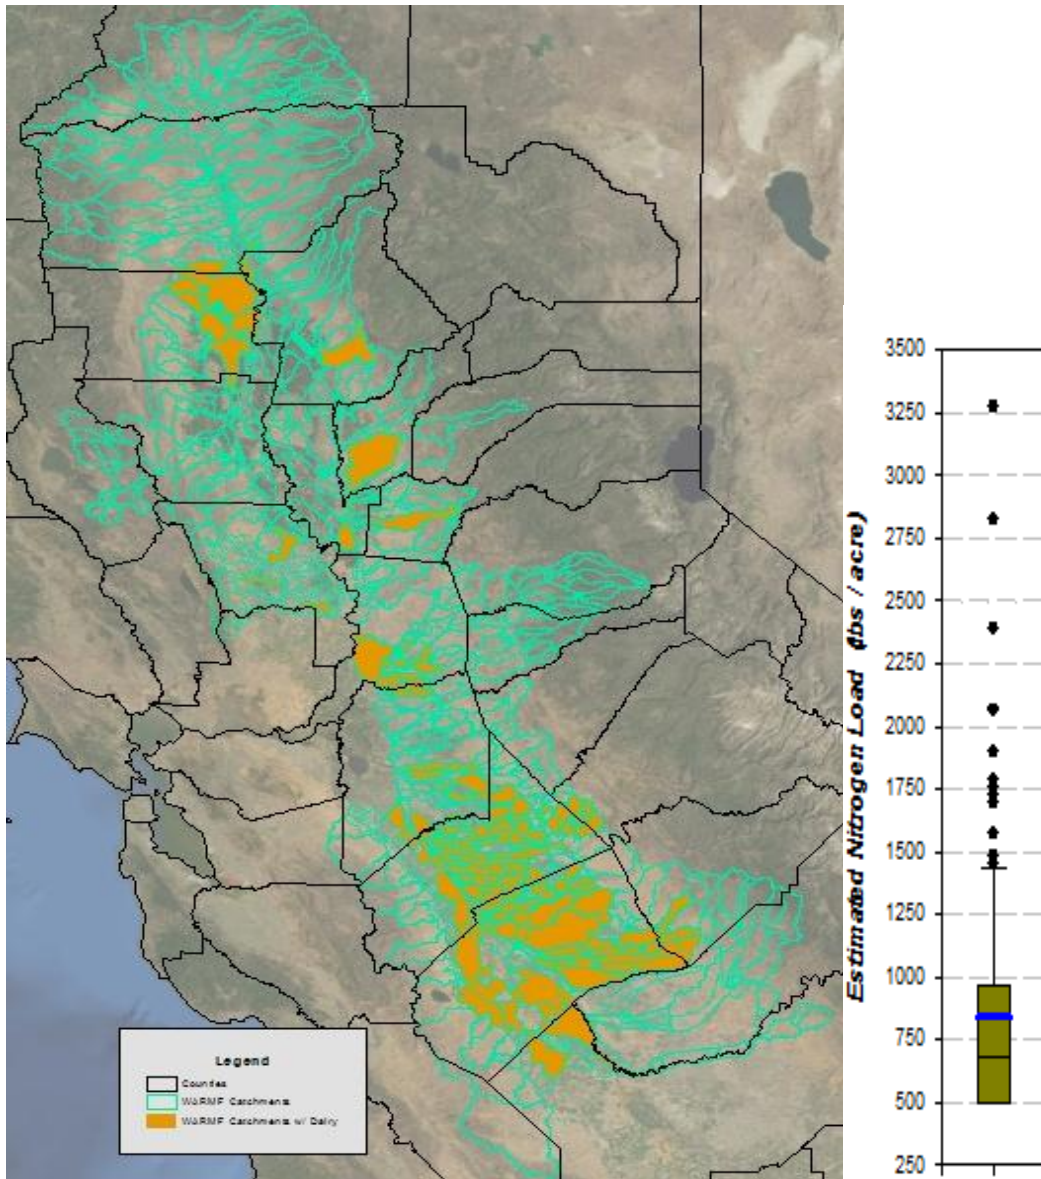 Legend
Counties
WARMF Catchments
WARMF Catchments w/ Dairy
Estimated Nitrogen Load (lbs / acre)
3500
3250
3000
2750
2500
2250
2000
1750
1500
1250
1000
750
500
250